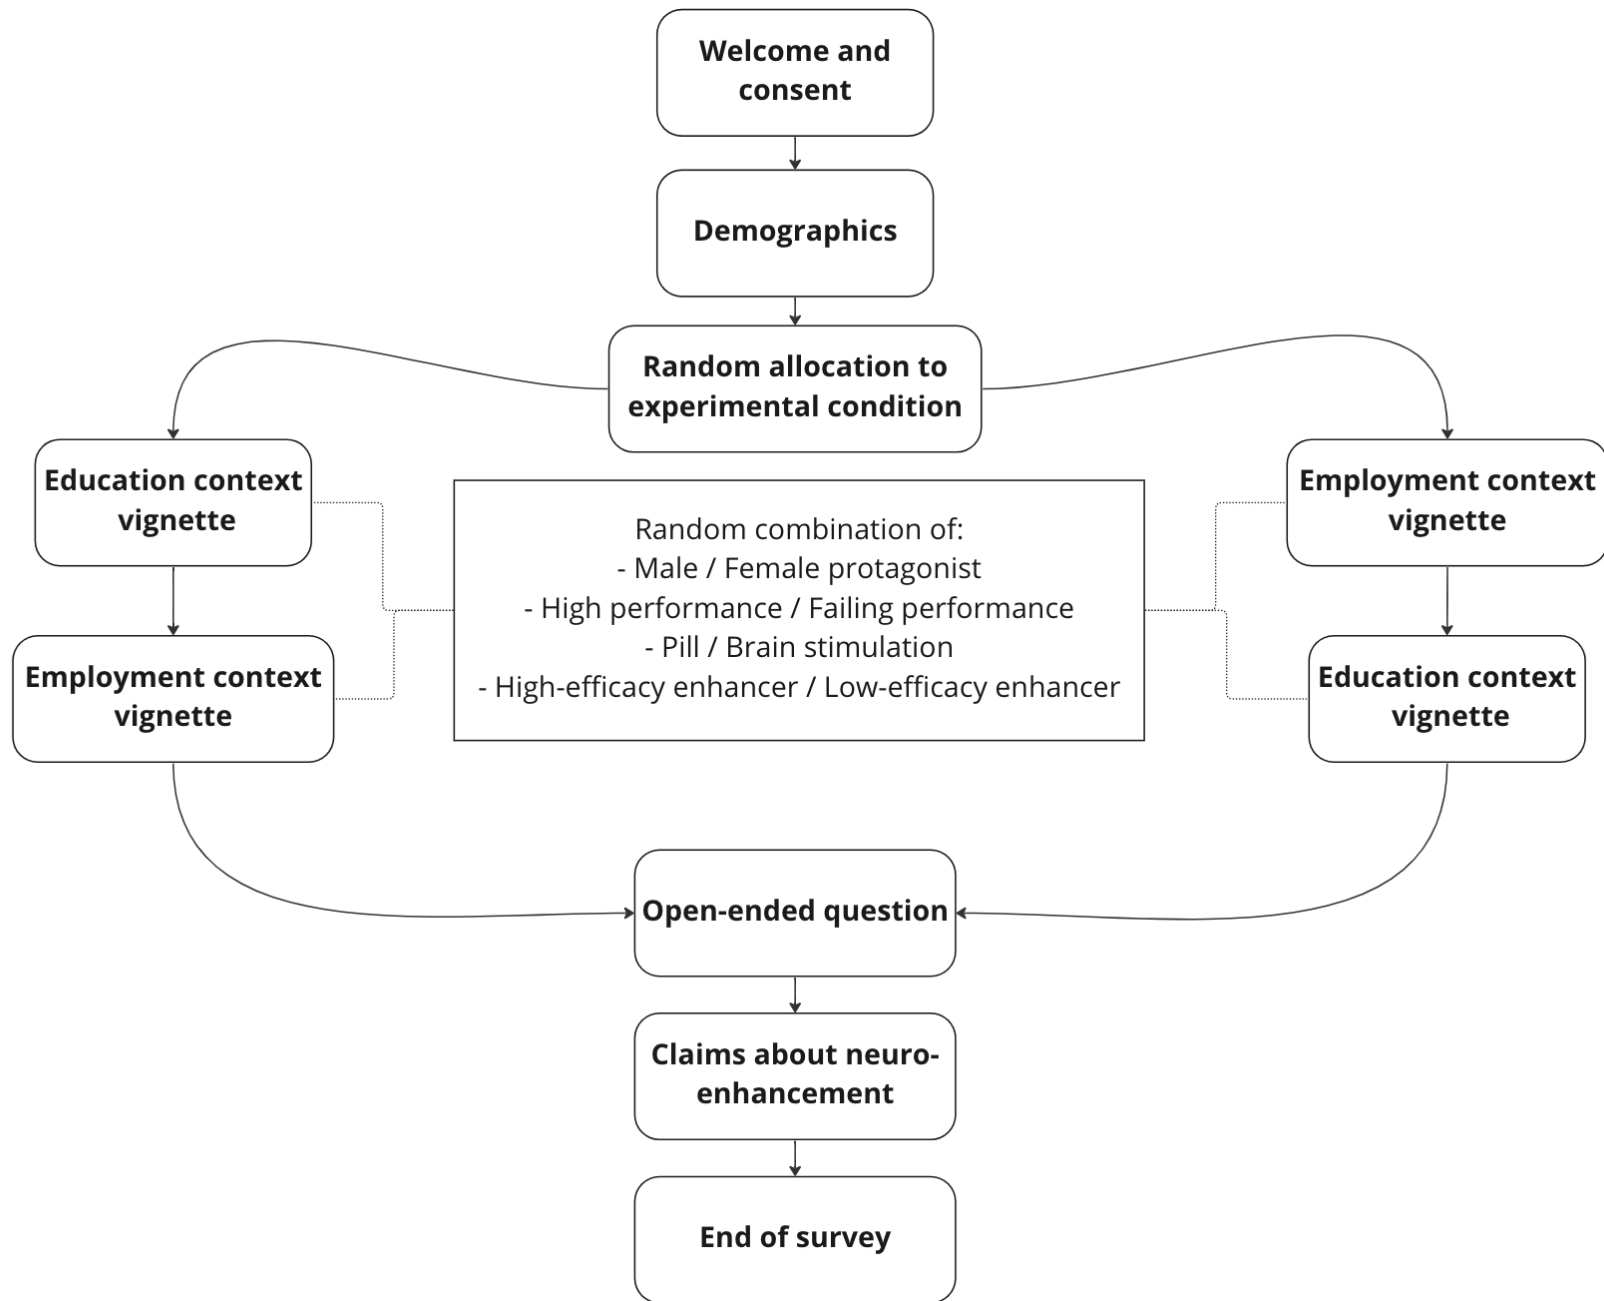 Welcome and
consent
Demographics
Random allocation to
experimental condition
Education context
vignette
Employment context
vignette
Random combination of:
- Male / Female protagonist
- High performance / Failing performance
- Pill / Brain stimulation
- High-efficacy enhancer / Low-efficacy enhancer
Employment context
vignette
Education context
vignette
Open-ended question
Claims about neuro-
enhancement
End of survey